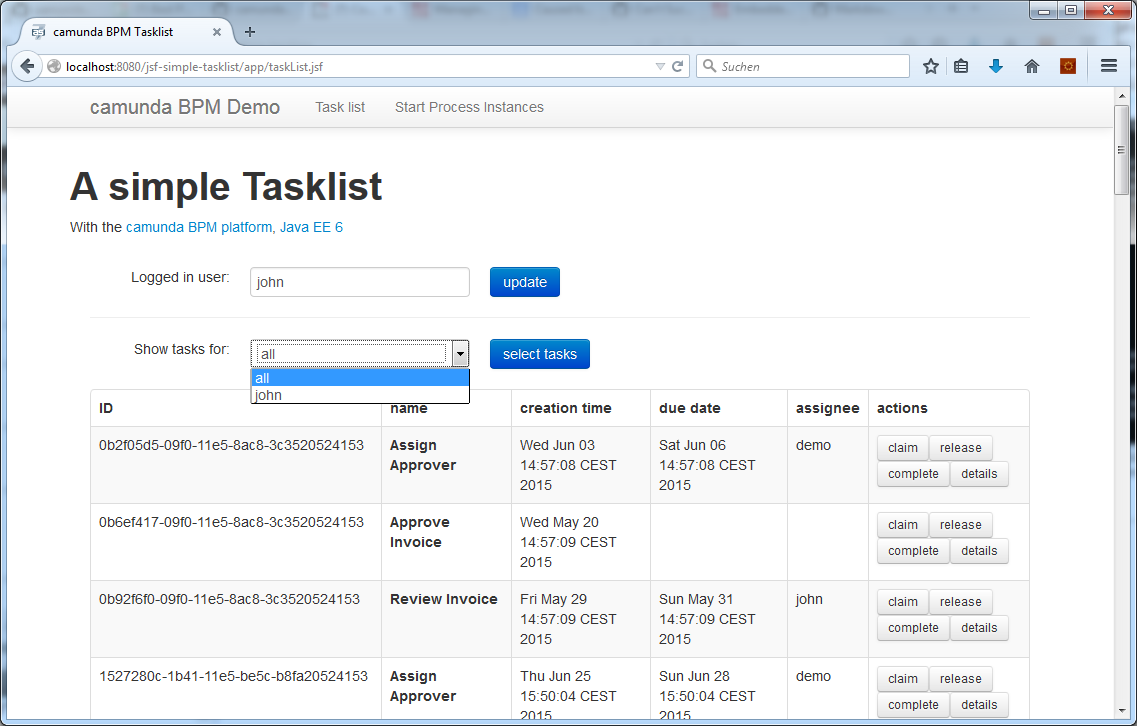 camunda BPM Tasklist
localhost:8080/jsf-simple-tasklist/app/taskList.jsf
Suchen
camunda BPM Demo Task list Start Process Instances
A simple Tasklist
With the camunda BPM platform, Java EE 6
Logged in user: john update
Show tasks for: all select tasks
all
john
ID name creation time due date assignee actions
0b2f05d5-09f0-11e5-8ac8-3c3520524153 Assign Wed Jun 03 Sat Jun 06 demo claim release
Approver 14:57:08 CEST 14:57:08 CEST complete details
2015 2015
0b6ef417-09f0-11e5-8ac8-3c3520524153 Approve Wed May 20 claim release
Invoice 14:57:09 CEST complete details
2015
0b92f6f0-09f0-11e5-8ac8-3c3520524153 Review Invoice Fri May 29 Sun May 31 john claim release
14:57:09 CEST 14:57:09 CEST complete details
2015 2015
1527280c-1b41-11e5-be5c-b8fa20524153 Assign Thu Jun 25 Sun Jun 28 demo claim release
Approver 15:50:04 CEST 15:50:04 CEST complete details
2015 2015